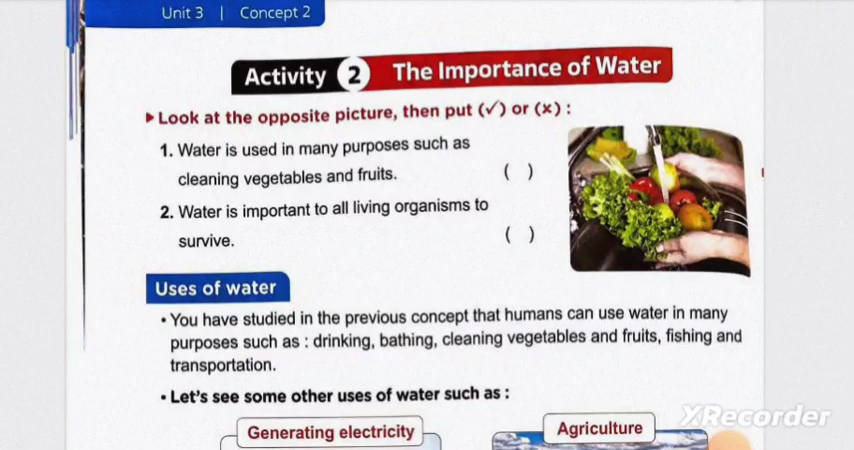 Unit 3 | Concept 2
Activity 2 The Importance of Water
▶Look at the opposite picture, then put (✓) or (×) :
1. Water is used in many purposes such as
cleaning vegetables and fruits. ( )
2. Water is important to all living organisms to
survive. ( )
Uses of water
• You have studied in the previous concept that humans can use water in many
purposes such as : drinking, bathing, cleaning vegetables and fruits, fishing and
transportation.
• Let's see some other uses of water such as :
Generating electricity
Agriculture
XRecorder